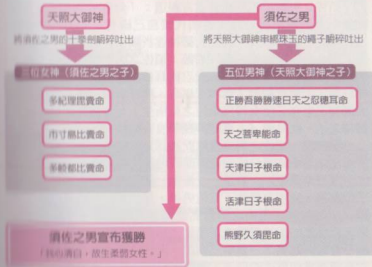 天照大御神
將須佐之男的十拳劍嚼碎吐出
三位女神（須佐之男之子）
多紀理毘賣命
市寸島比賣命
多岐都比賣命
須佐之男宣布獲勝
「我心清白，故生柔弱女性。」
須佐之男
將天照大御神串綴珠玉的繩子嚼碎吐出
五位男神（天照大御神之子）
正勝吾勝勝速日天之忍穗耳命
天之菩卑能命
天津日子根命
活津日子根命
熊野久須毘命